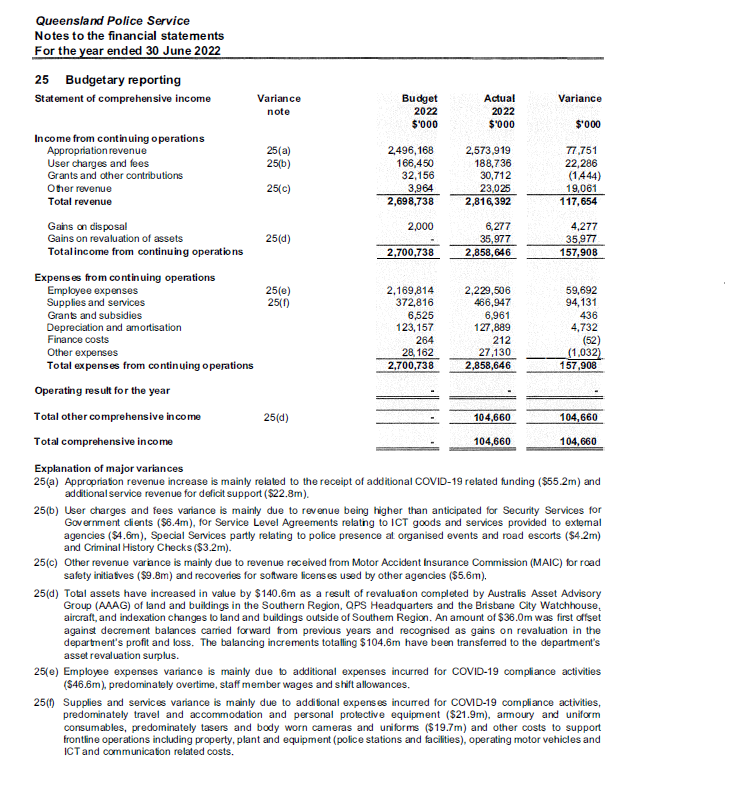 Queensland Police Service
Notes to the financial statements
For the year ended 30 June 2022
25 Budgetary reporting
Statement of comprehensive income Variance Budget Actual Variance
note 2022 2022
$'000 $'000 $'000
Income from continuing operations
Appropriation revenue 25(a) 2,496,168 2,573,919 77,751
User charges and fees 25(b) 166,450 188,736 22,286
Grants and other contributions 32,156 30,712 (1,444)
Other revenue 25(c) 3,964 23,025 19,061
Total revenue 2,698,738 2,816,392 117,654
Gains on disposal 2,000 6,277 4,277
Gains on revaluation of assets 25(d) - 35,977 35,977
Total income from continuing operations 2,700,738 2,858,646 157,908
Expenses from continuing operations
Employee expenses 25(e) 2,169,814 2,229,506 59,692
Supplies and services 25(f) 372,816 466,947 94,131
Grants and subsidies 6,525 6,961 436
Depreciation and amortisation 123,157 127,889 4,732
Finance costs 264 212 (52)
Other expenses 28,162 27,130 (1,032)
Total expenses from continuing operations 2,700,738 2,858,646 157,908
Operating result for the year - - -
Total other comprehensive income 25(d) - 104,660 104,660
Total comprehensive income - 104,660 104,660
Explanation of major variances
25(a) Appropriation revenue increase is mainly related to the receipt of additional COVID-19 related funding ($55.2m) and
additional service revenue for deficit support ($22.8m).
25(b) User charges and fees variance is mainly due to revenue being higher than anticipated for Security Services for
Government clients ($6.4m), for Service Level Agreements relating to ICT goods and services provided to external
agencies ($4.6m), Special Services partly relating to police presence at organised events and road escorts ($4.2m)
and Criminal History Checks ($3.2m).
25(c) Other revenue variance is mainly due to revenue received from Motor Accident Insurance Commission (MAIC) for road
safety initiatives ($9.8m) and recoveries for software licenses used by other agencies ($5.6m).
25(d) Total assets have increased in value by $140.6m as a result of revaluation completed by Australis Asset Advisory
Group (AAAG) of land and buildings in the Southern Region, QPS Headquarters and the Brisbane City Watchhouse,
aircraft, and indexation changes to land and buildings outside of Southern Region. An amount of $36.0m was first offset
against decrement balances carried forward from previous years and recognised as gains on revaluation in the
department's profit and loss. The balancing increments totalling $104.6m have been transferred to the department's
asset revaluation surplus.
25(e) Employee expenses variance is mainly due to additional expenses incurred for COVID-19 compliance activities
($46.6m), predominately overtime, staff member wages and shift allowances.
25(f) Supplies and services variance is mainly due to additional expenses incurred for COVID-19 compliance activities,
predominately travel and accommodation and personal protective equipment ($21.9m), armoury and uniform
consumables, predominately tasers and body worn cameras and uniforms ($19.7m) and other costs to support
frontline operations including property, plant and equipment (police stations and facilities), operating motor vehicles and
ICT and communication related costs.